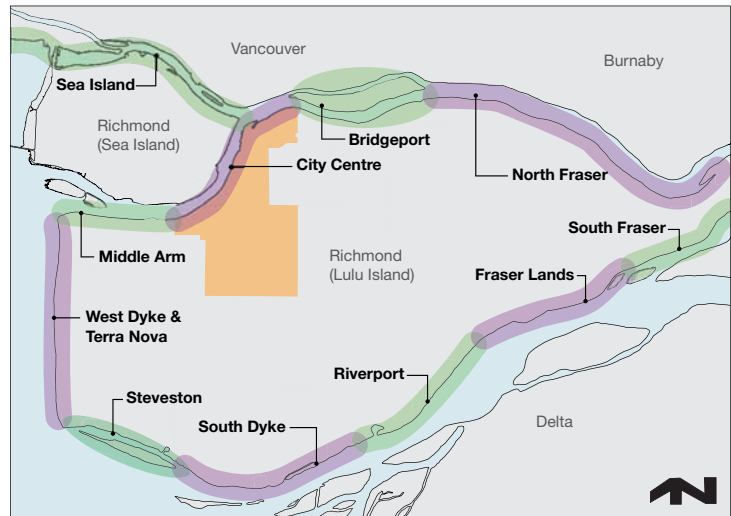 Vancouver
Burnaby
Sea Island
Richmond
(Sea Island)
Bridgeport
City Centre
North Fraser
South Fraser
Middle Arm
Richmond
(Lulu Island)
Fraser Lands
West Dyke &
Terra Nova
Riverport
Steveston
South Dyke
Delta
N